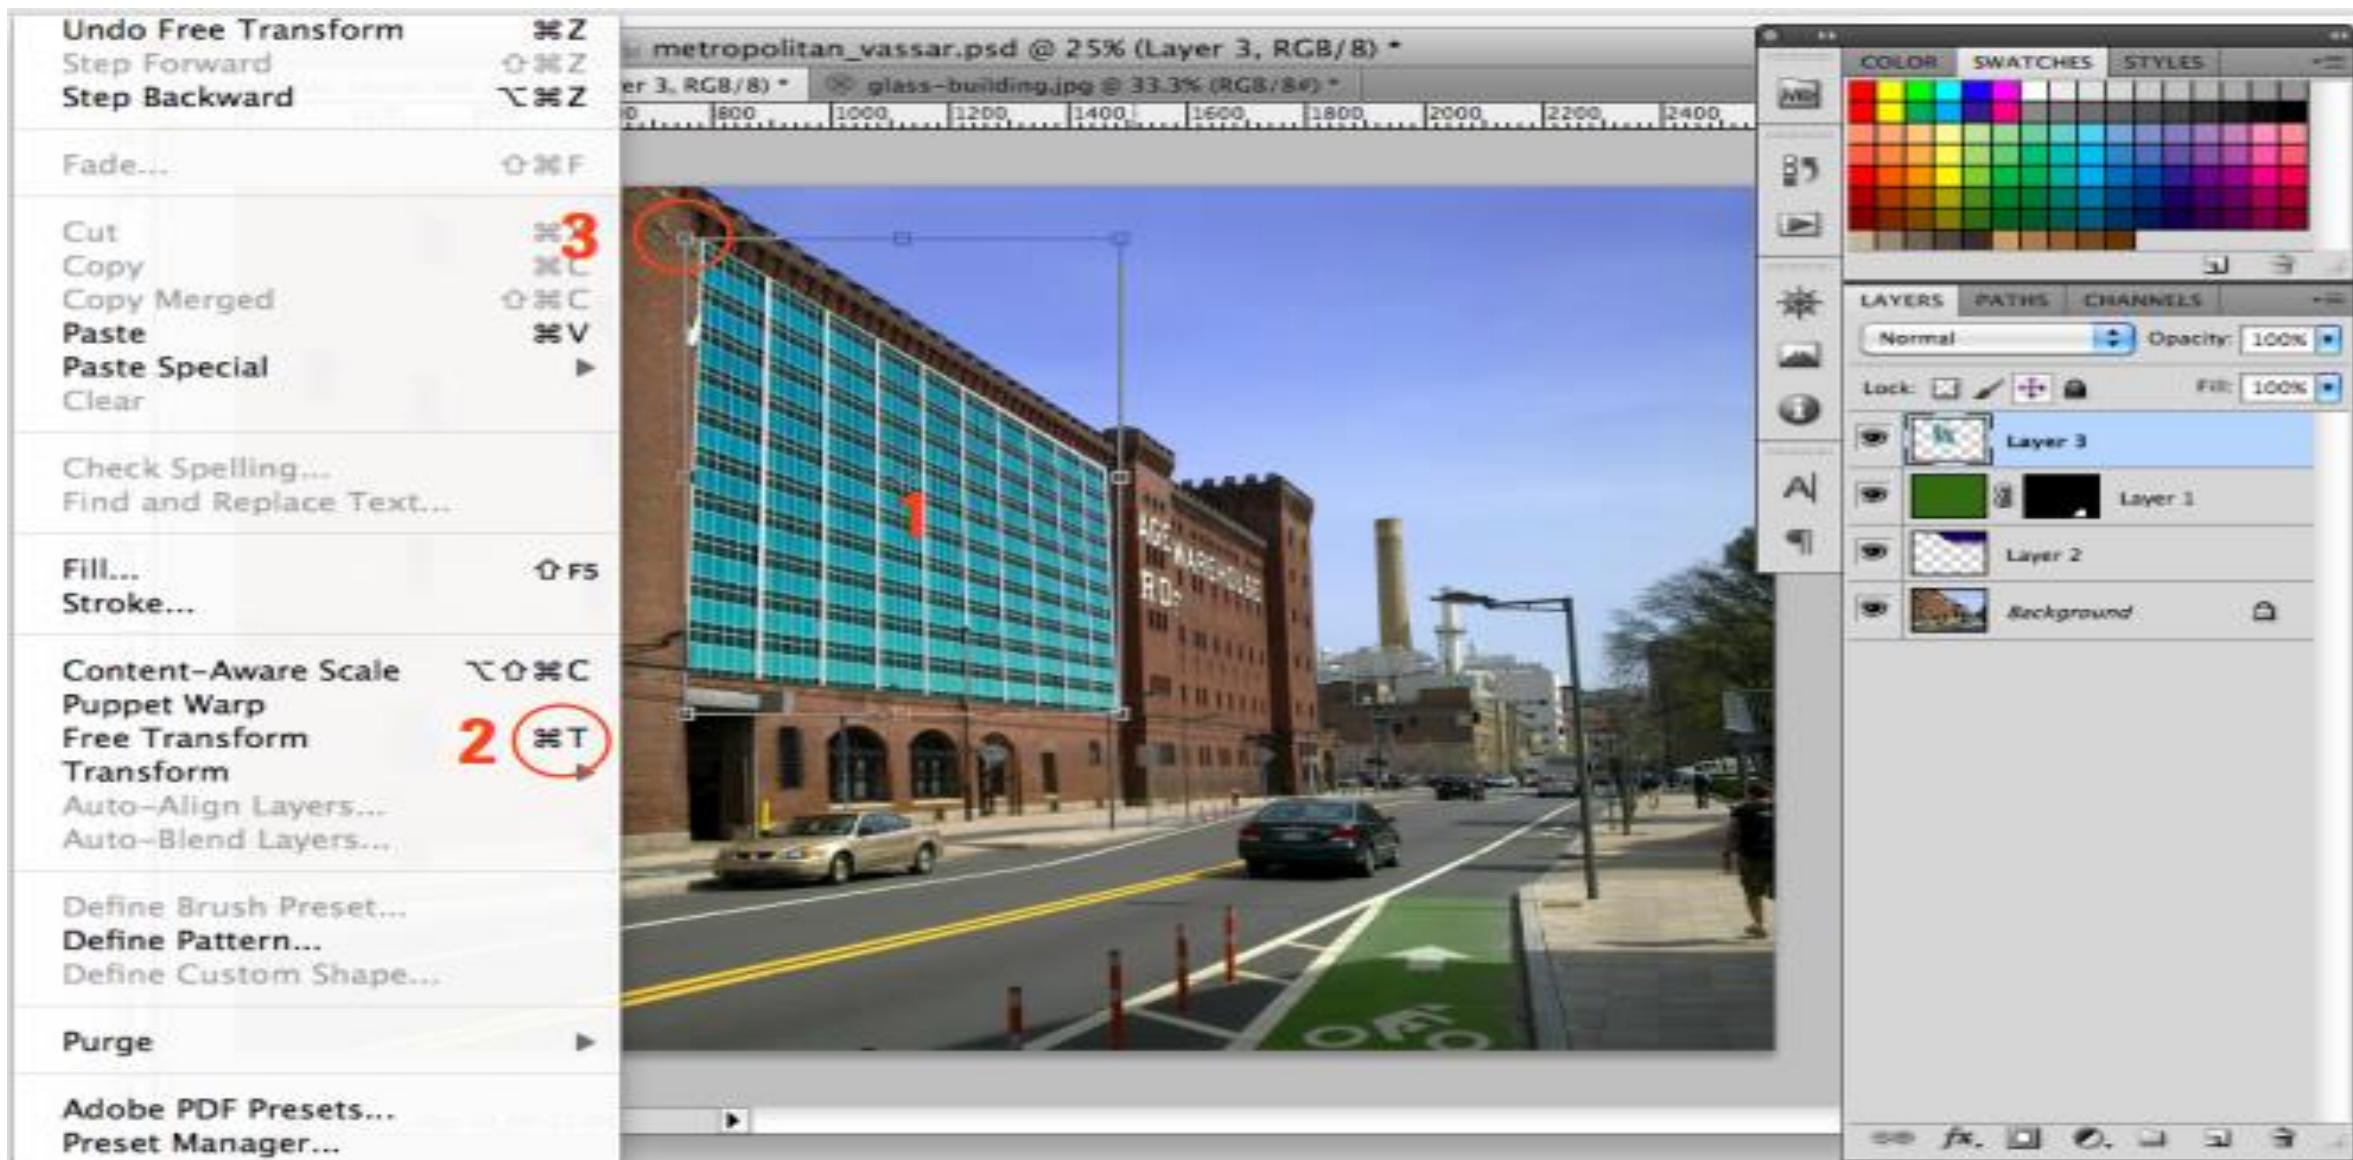 Undo Free Transform ⌘Z
Step Forward ⇧⌘Z
Step Backward ⌥⌘Z
Fade... ⇧⌘F
Cut ⌘
Copy ⌘C
Copy Merged ⇧⌘C
Paste ⌘V
Paste Special ▶
Clear
Check Spelling...
Find and Replace Text...
Fill... ⇧F5
Stroke...
Content-Aware Scale ⌥⇧⌘C
Puppet Warp
Free Transform ⌘T
Transform ▶
Auto-Align Layers...
Auto-Blend Layers...
Define Brush Preset...
Define Pattern...
Define Custom Shape...
Purge ▶
Adobe PDF Presets...
Preset Manager...
3
2
1
metropolitan_vassar.psd @ 25% (Layer 3, RGB/8) *
er 3, RGB/8) * glass-building.jpg @ 33.3% (RGB/8#) *
800 1000 1200 1400 1600 1800 2000 2200 2400
AGE WAREHOUSE
Mb
A
¶
COLOR SWATCHES STYLES
LAYERS PATHS CHANNELS
Normal Opacity: 100%
Lock: Fill: 100%
Layer 3
Layer 1
Layer 2
Background
fx.